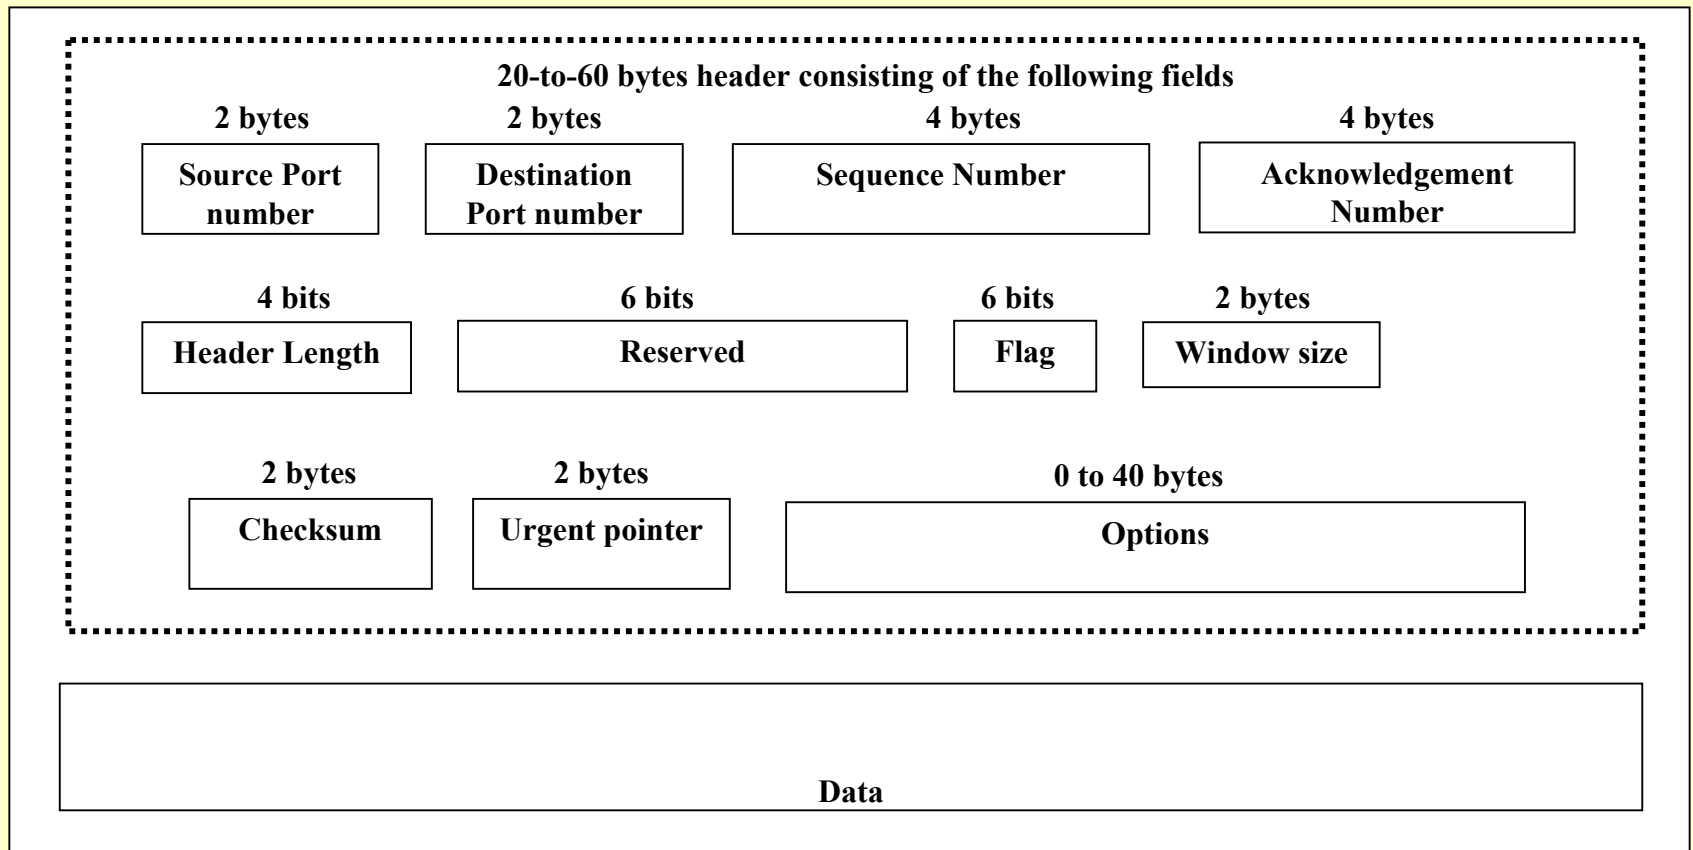 20-to-60 bytes header consisting of the following fields
2 bytes 2 bytes 4 bytes 4 bytes
Source Port
number
Destination
Port number
Sequence Number
Acknowledgement
Number
4 bits 6 bits 6 bits 2 bytes
Header Length
Reserved
Flag
Window size
2 bytes 2 bytes 0 to 40 bytes
Checksum
Urgent pointer
Options
Data